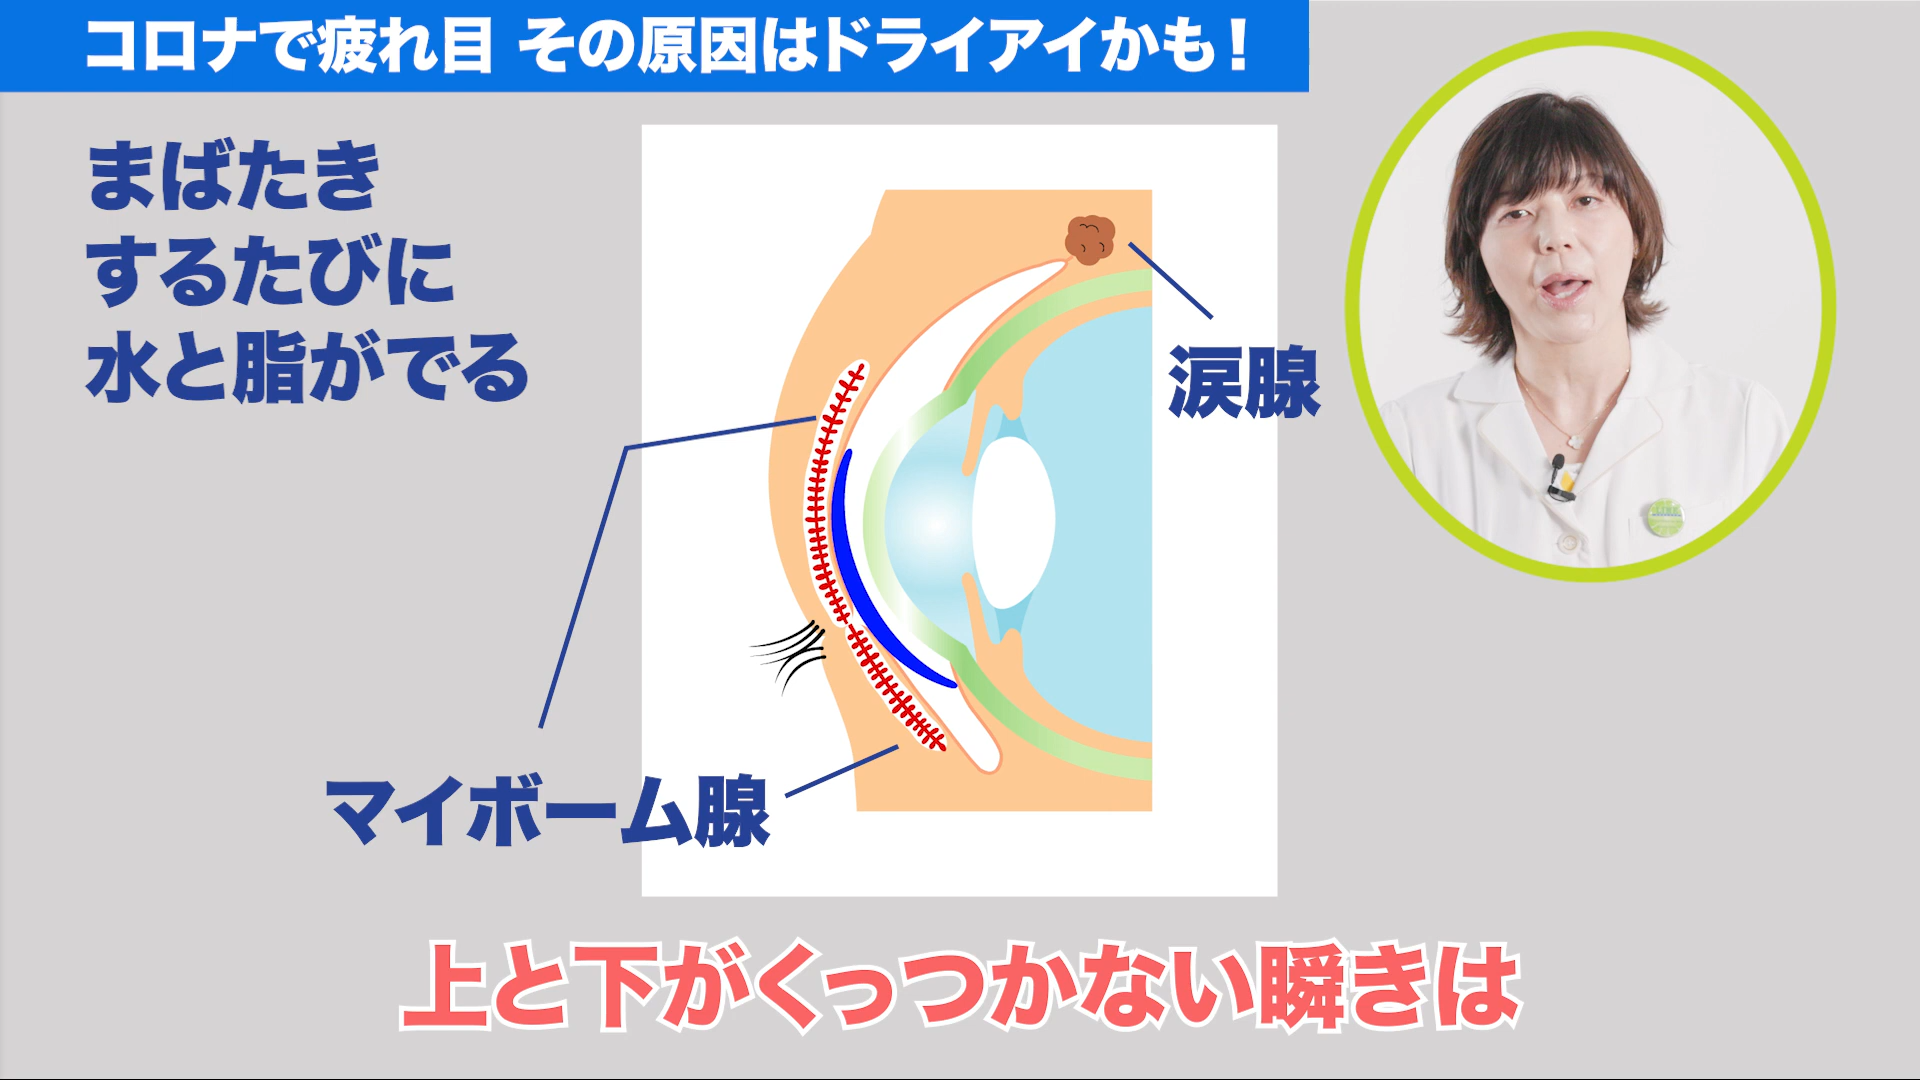 コロナで疲れ目 その原因はドライアイかも!
まばたき
するたびに
水と脂がでる
涙腺
マイボーム腺
上と下がくっつかない瞬きは